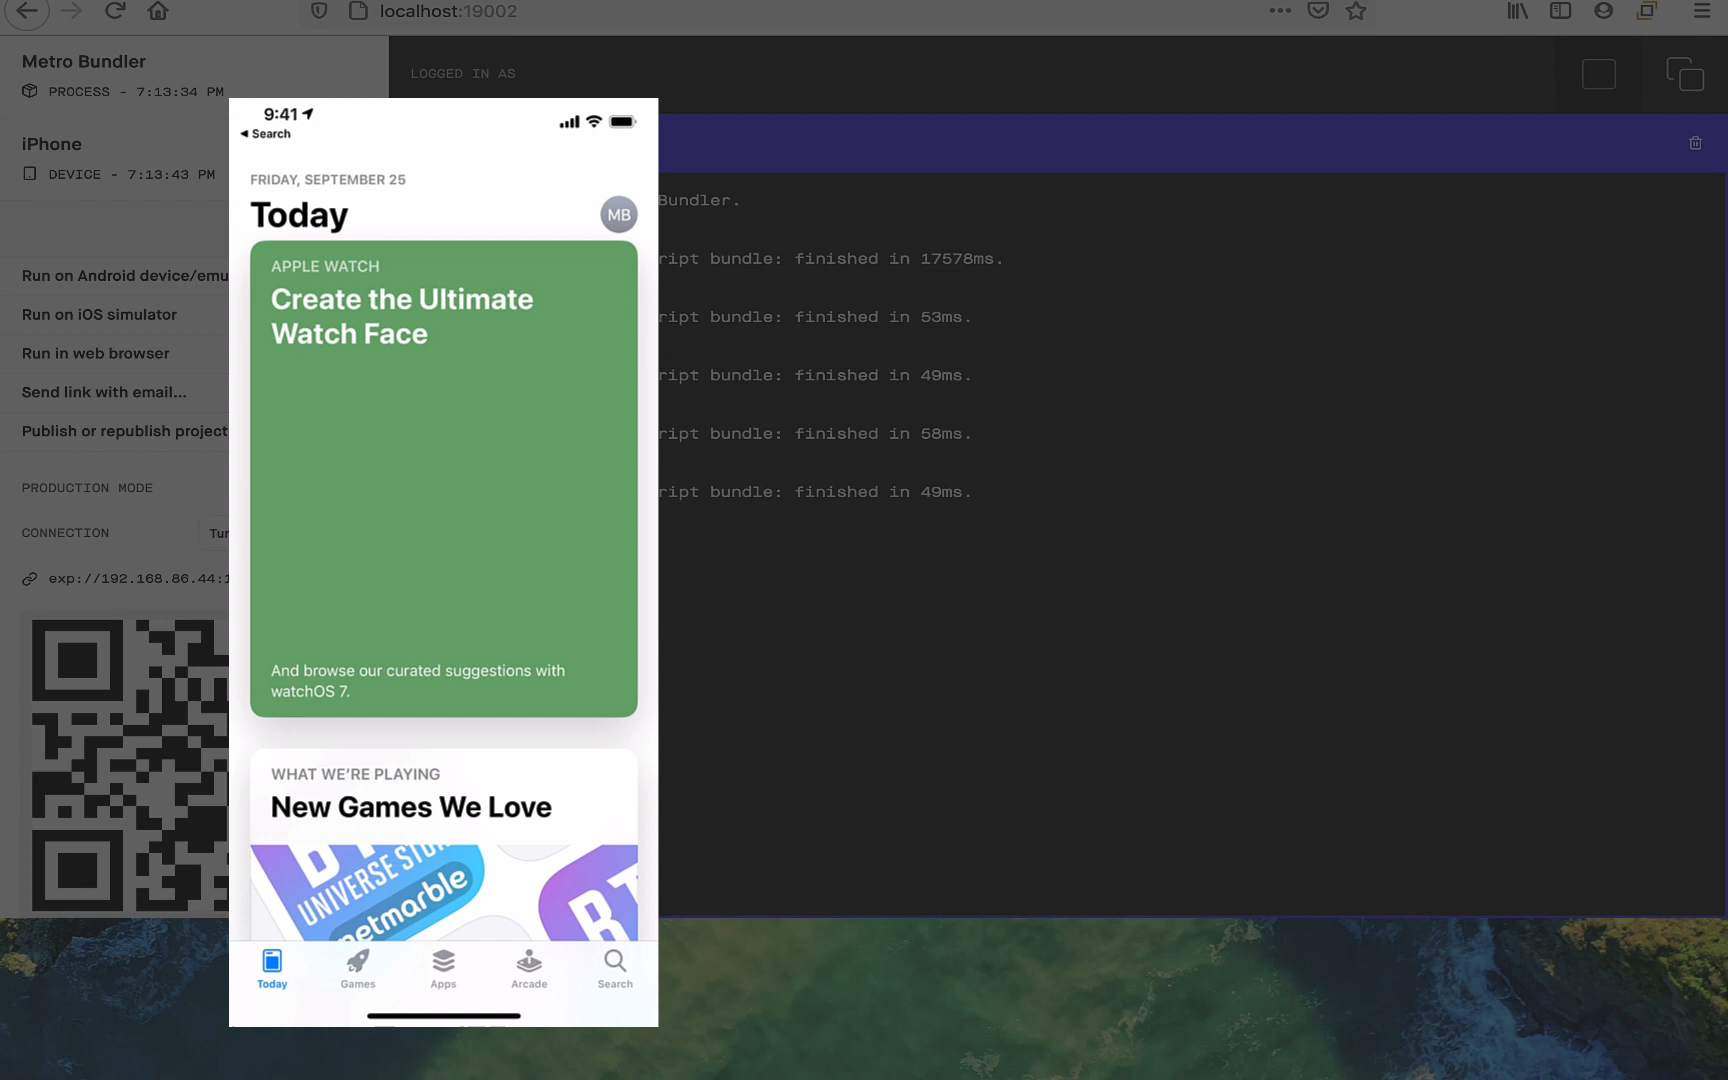 localhost:19002
Metro Bundler
PROCESS - 7:13:34 PM
iPhone
DEVICE - 7:13:43 PM
Run on Android device/emu
Run on iOS simulator
Run in web browser
Send link with email...
Publish or republish project
PRODUCTION MODE
CONNECTION
Tur
exp://192.168.86.44:1
LOGGED IN AS
Bundler.
ript bundle: finished in 17578ms.
ript bundle: finished in 53ms.
ript bundle: finished in 49ms.
ript bundle: finished in 58ms.
ript bundle: finished in 49ms.
9:41
Search
FRIDAY, SEPTEMBER 25
Today
MB
APPLE WATCH
Create the Ultimate
Watch Face
And browse our curated suggestions with
watchOS 7.
WHAT WE'RE PLAYING
New Games We Love
UNIVERSE STO
netmarble
BT
Today
Games
Apps
Arcade
Search